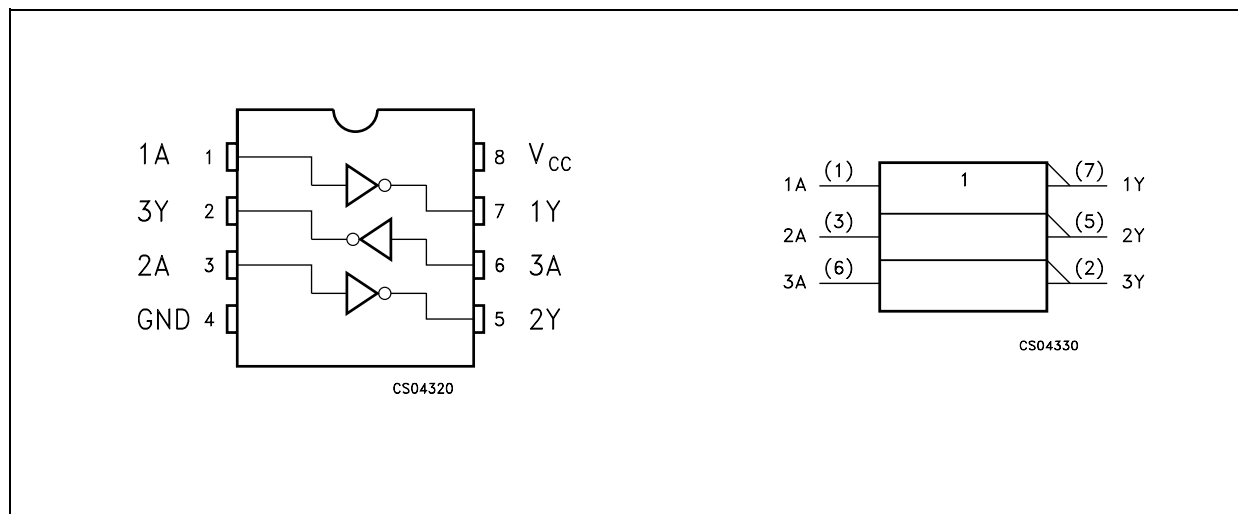 1A 1 8 VCC
3Y 2 7 1Y
2A 3 6 3A
GND 4 5 2Y
CS04320
1A (1) 1 (7) 1Y
2A (3) (5) 2Y
3A (6) (2) 3Y
CS04330